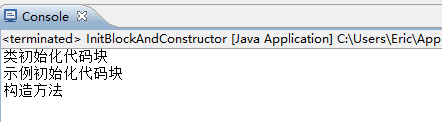 Console
<terminated> InitBlockAndConstructor [Java Application] C:\Users\Eric\App
类初始化代码块
示例初始化代码块
构造方法